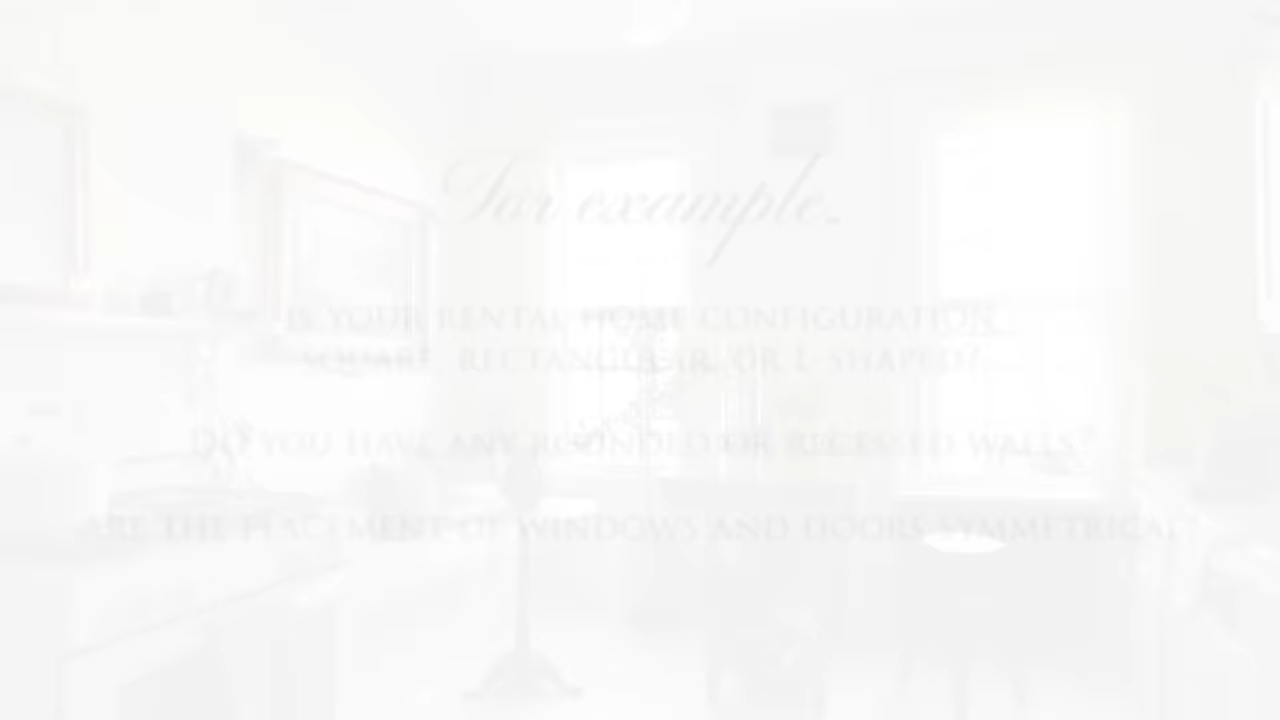 For example.
IS YOUR RENTAL HOME CONFIGURATION
SQUARE, RECTANGULAR, OR L-SHAPED?
DO YOU HAVE ANY ROUNDED OR RECESSED WALLS?
ARE THE PLACEMENT OF WINDOWS AND DOORS SYMMETRICAL?